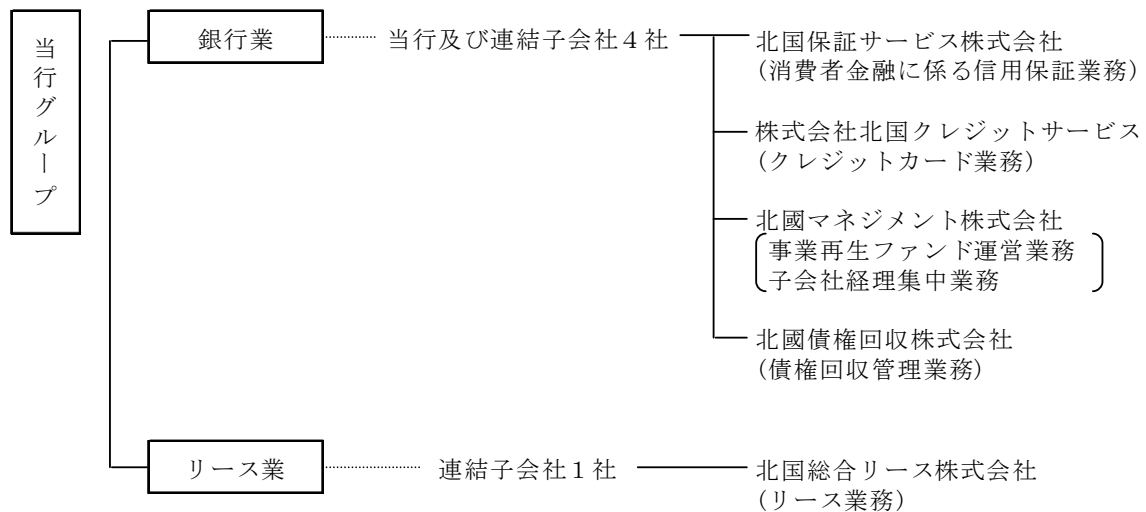 当行グループ
銀行業
当行及び連結子会社４社
北国保証サービス株式会社
(消費者金融に係る信用保証業務)
株式会社北国クレジットサービス
(クレジットカード業務)
北國マネジメント株式会社
事業再生ファンド運営業務
子会社経理集中業務
北國債権回収株式会社
(債権回収管理業務)
リース業
連結子会社１社
北国総合リース株式会社
(リース業務)